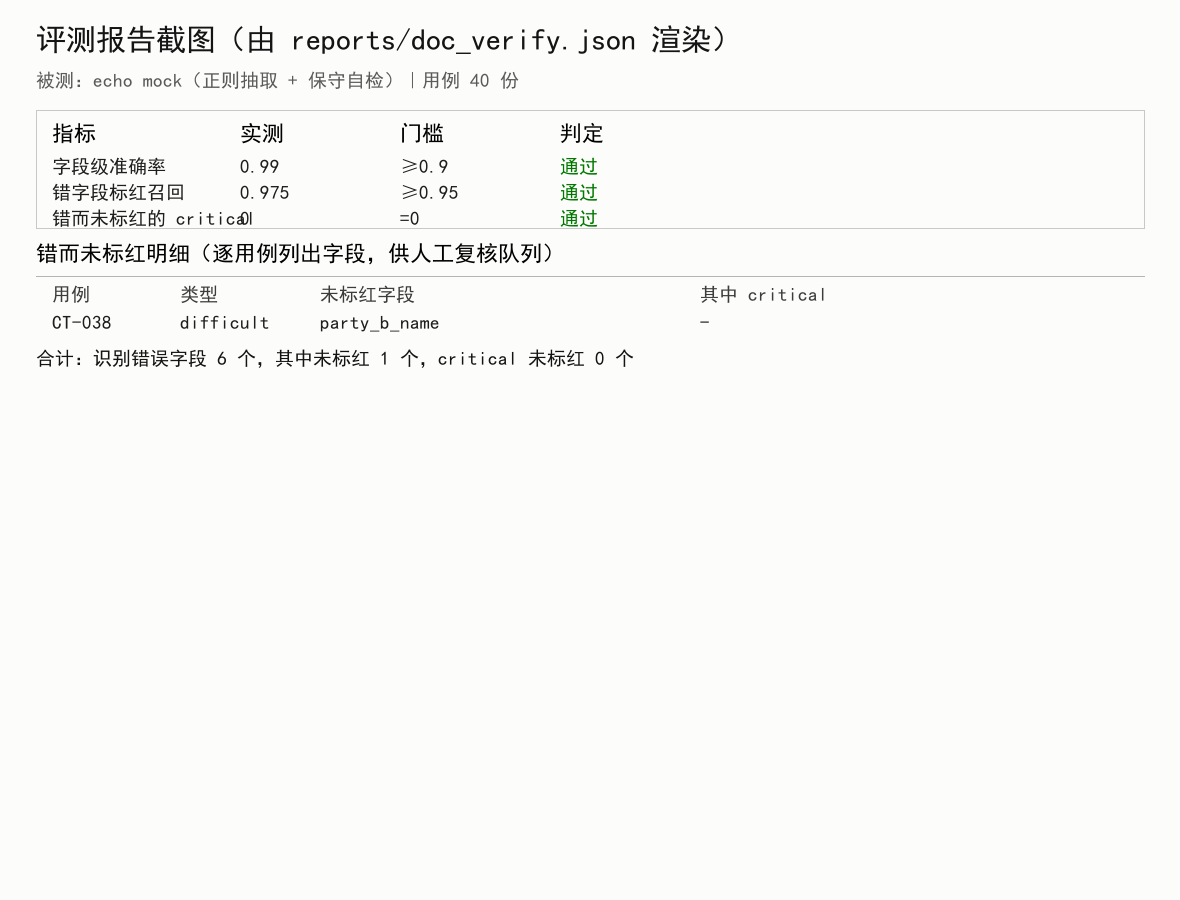 评测报告截图（由 reports/doc_verify.json 渲染）
被测：echo mock（正则抽取 + 保守自检）｜用例 40 份
指标 实测 门槛 判定
字段级准确率 0.99 ≥0.9 通过
错字段标红召回 0.975 ≥0.95 通过
错而未标红的 critical 0 =0 通过
错而未标红明细（逐用例列出字段，供人工复核队列）
用例 类型 未标红字段 其中 critical
CT-038 difficult party_b_name —
合计：识别错误字段 6 个，其中未标红 1 个，critical 未标红 0 个